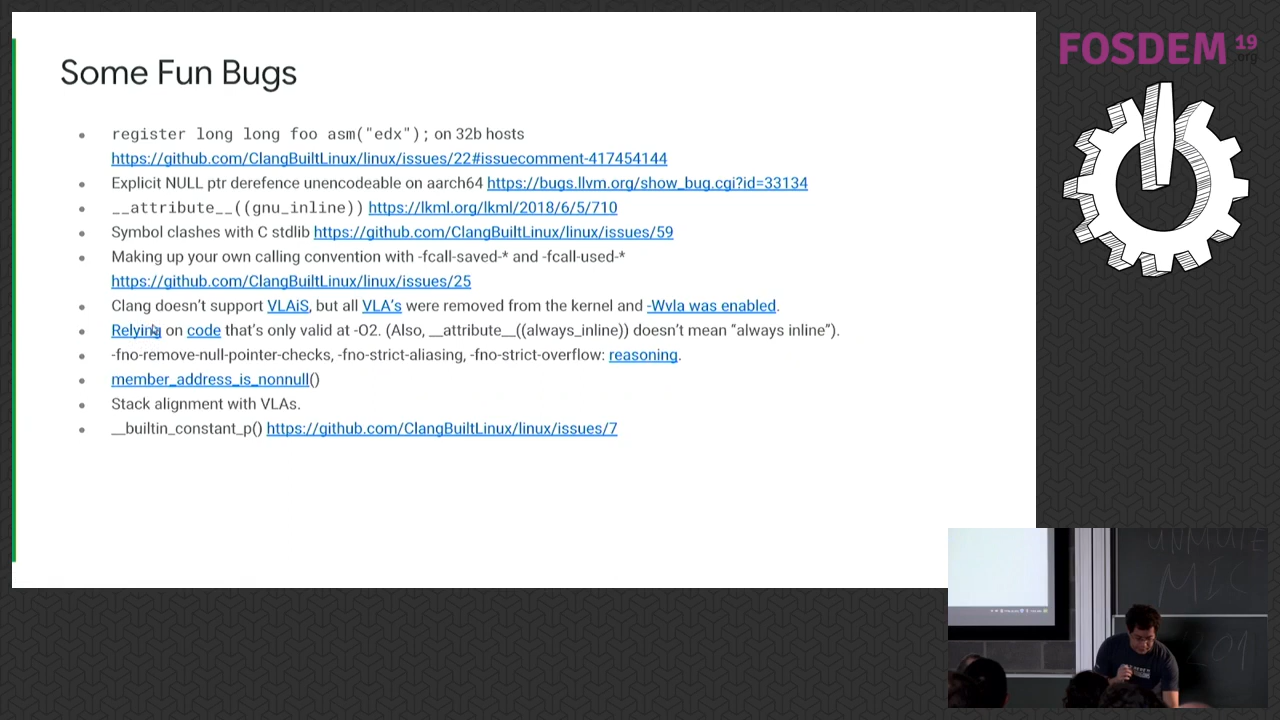 Some Fun Bugs
register long long foo asm("edx"); on 32b hosts
https://github.com/ClangBuiltLinux/linux/issues/22#issuecomment-417454144
Explicit NULL ptr derefence unencodeable on aarch64 https://bugs.llvm.org/show_bug.cgi?id=33134
__attribute__((gnu_inline)) https://lkml.org/lkml/2018/6/5/710
Symbol clashes with C stdlib https://github.com/ClangBuiltLinux/linux/issues/59
Making up your own calling convention with -fcall-saved-* and -fcall-used-*
https://github.com/ClangBuiltLinux/linux/issues/25
Clang doesn't support VLAiS, but all VLA's were removed from the kernel and -Wvla was enabled.
Relying on code that's only valid at -O2. (Also, __attribute__((always_inline)) doesn't mean “always inline”).
-fno-remove-null-pointer-checks, -fno-strict-aliasing, -fno-strict-overflow: reasoning.
member_address_is_nonnull()
Stack alignment with VLAs.
__builtin_constant_p() https://github.com/ClangBuiltLinux/linux/issues/7
FOSDEM 19
.org
UNMUTE
MIC